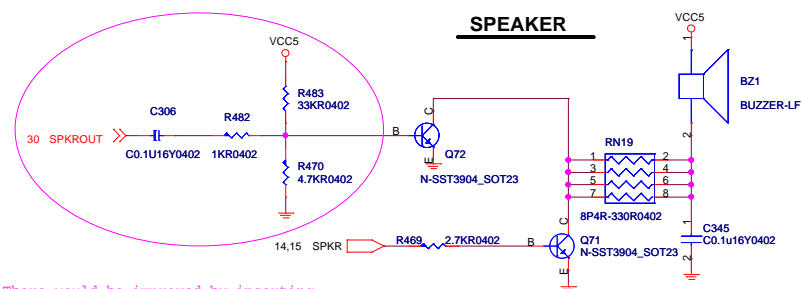 SPEAKER
VCC5
VCC5
1
R483
33KR0402
BZ1
BUZZER-LF
C306
R482
30 SPKROUT
C0.1U16Y0402
1KR0402
B
C
E
Q72
N-SST3904_SOT23
R470
4.7KR0402
2
RN19
1 2
3 4
5 6
7 8
8P4R-330R0402
14,15 SPKR
R469
2.7KR0402
B
C
E
Q71
N-SST3904_SOT23
1
C345
C0.1u16Y0402
2